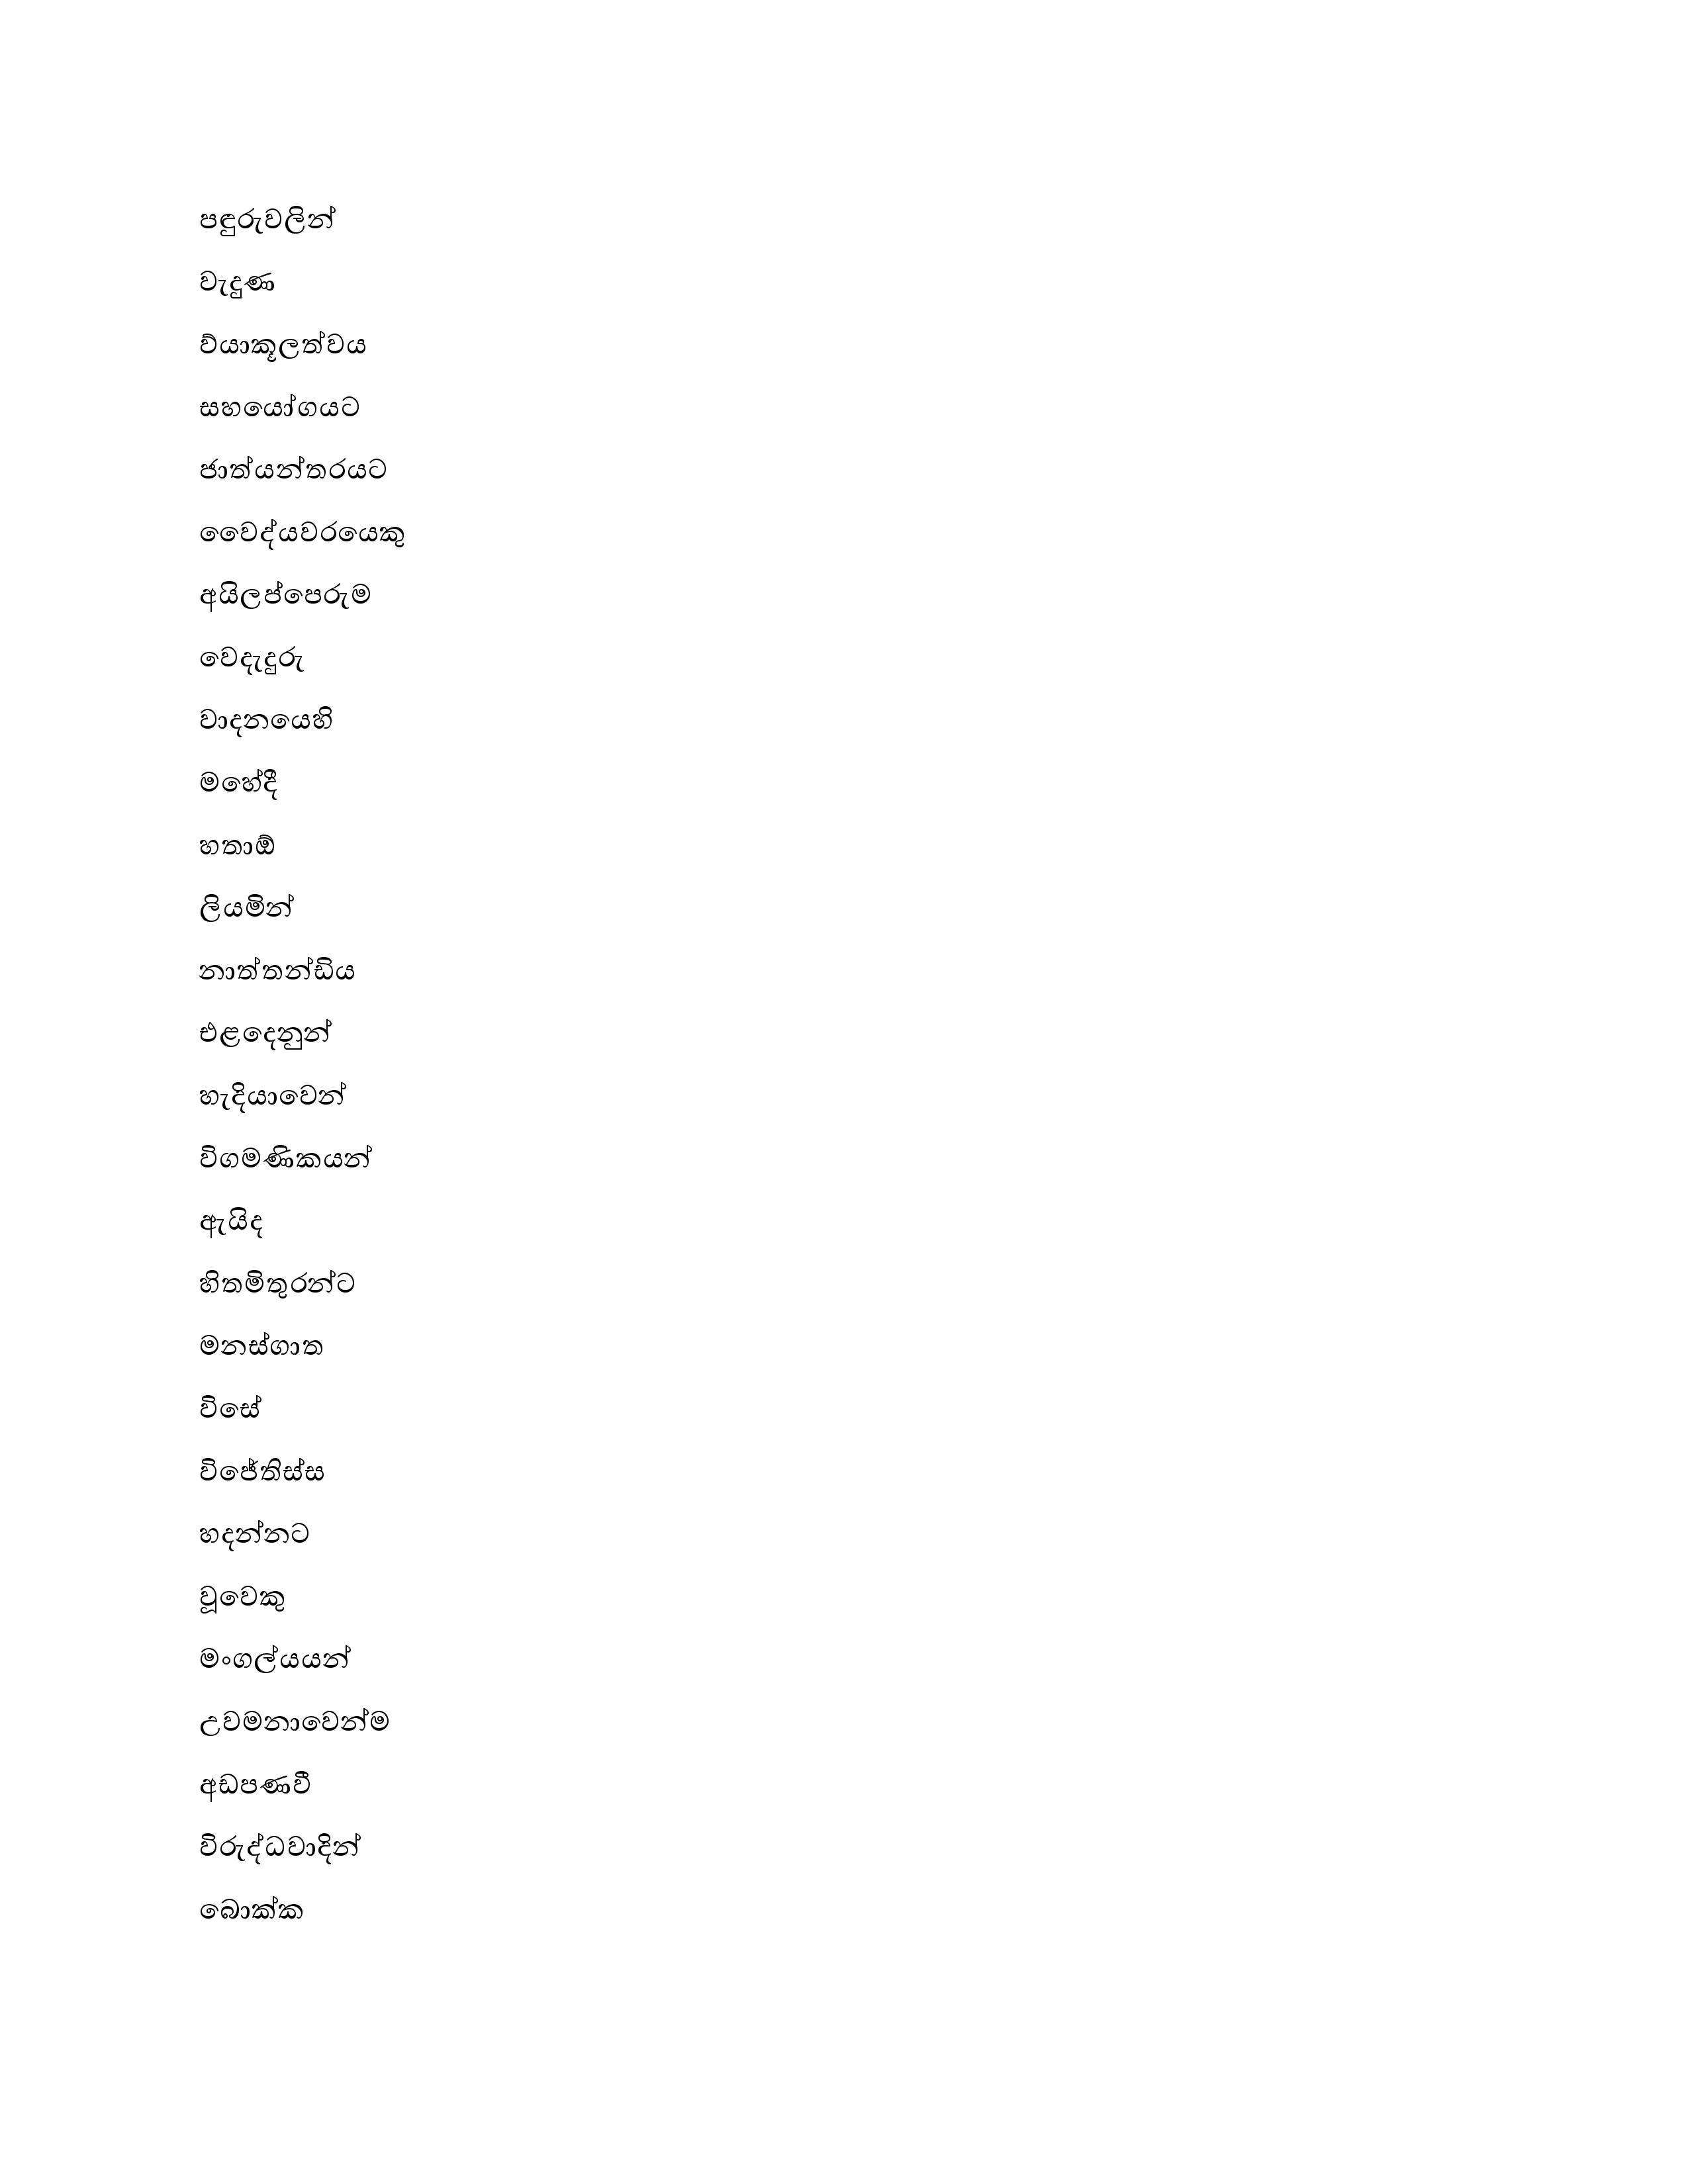 පඳුරුවලින්
වැදුණ
ව්යාකූලත්වය
සහයෝගයට
ජාත්යන්තරයට
වෛද්යවරයෙකු
අයිලප්පෙරුම
වෙදැදුරු
වාදනයෙහි
මහේදී
හතාඕ
ලියමින්
නාත්තන්ඩිය
එළදෙනුන්
හැදියාවෙන්
විගමණිකයන්
ඇයිද
හිතමිතුරන්ට
මනස්ගාත
විසේ
විජේතිස්ස
හදන්නට
වූවෙකු
මංගල්යයන්
උවමනාවෙන්ම
අඩපණවී
විරුද්ධවාදින්
බොක්ක